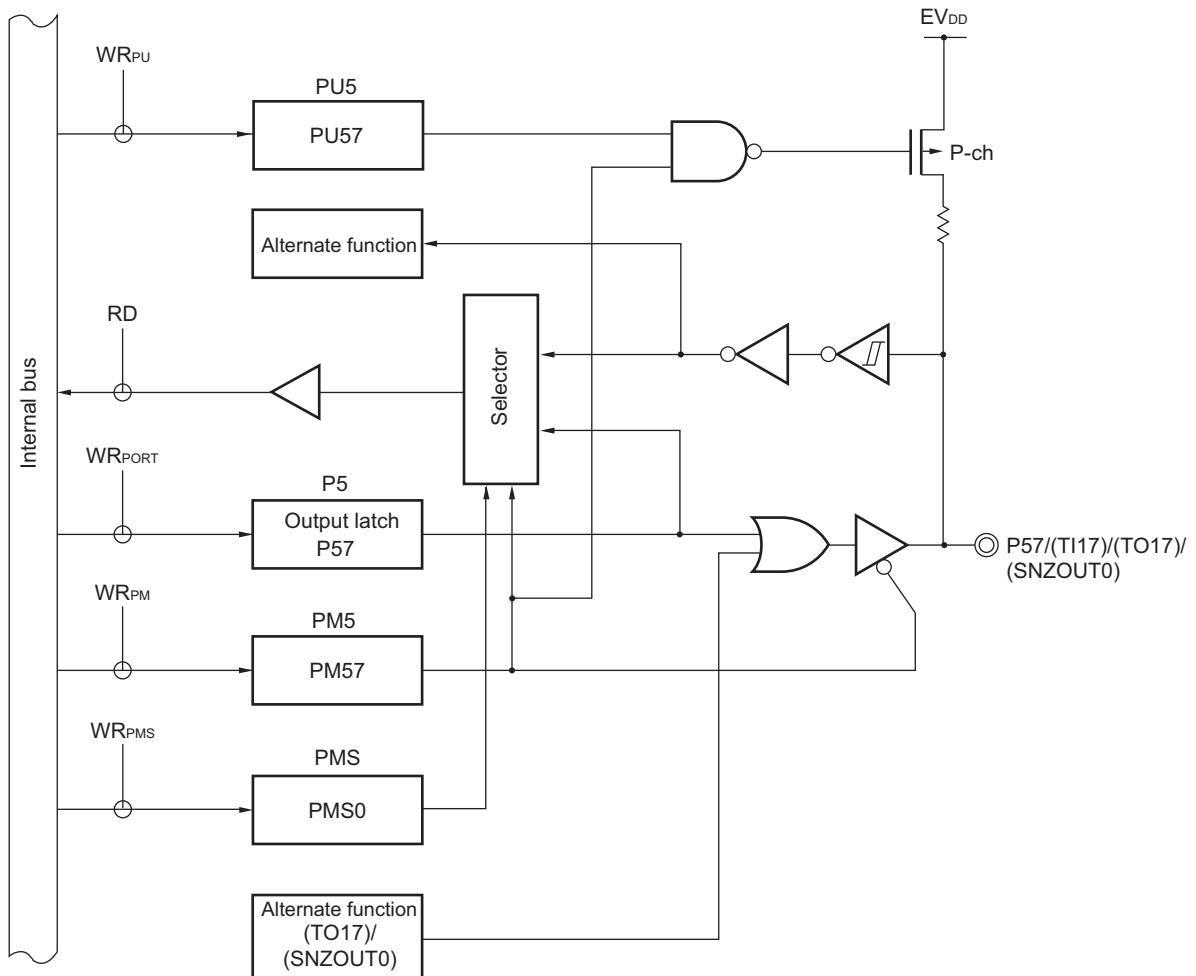 EVDD
WRPU
PU5
PU57
P-ch
Alternate function
RD
Selector
Internal bus
WRPORT
P5
Output latch
P57
P57/(TI17)/(TO17)/
(SNZOUT0)
WRPM
PM5
PM57
WRPMS
PMS
PMS0
Alternate function
(TO17)/
(SNZOUT0)